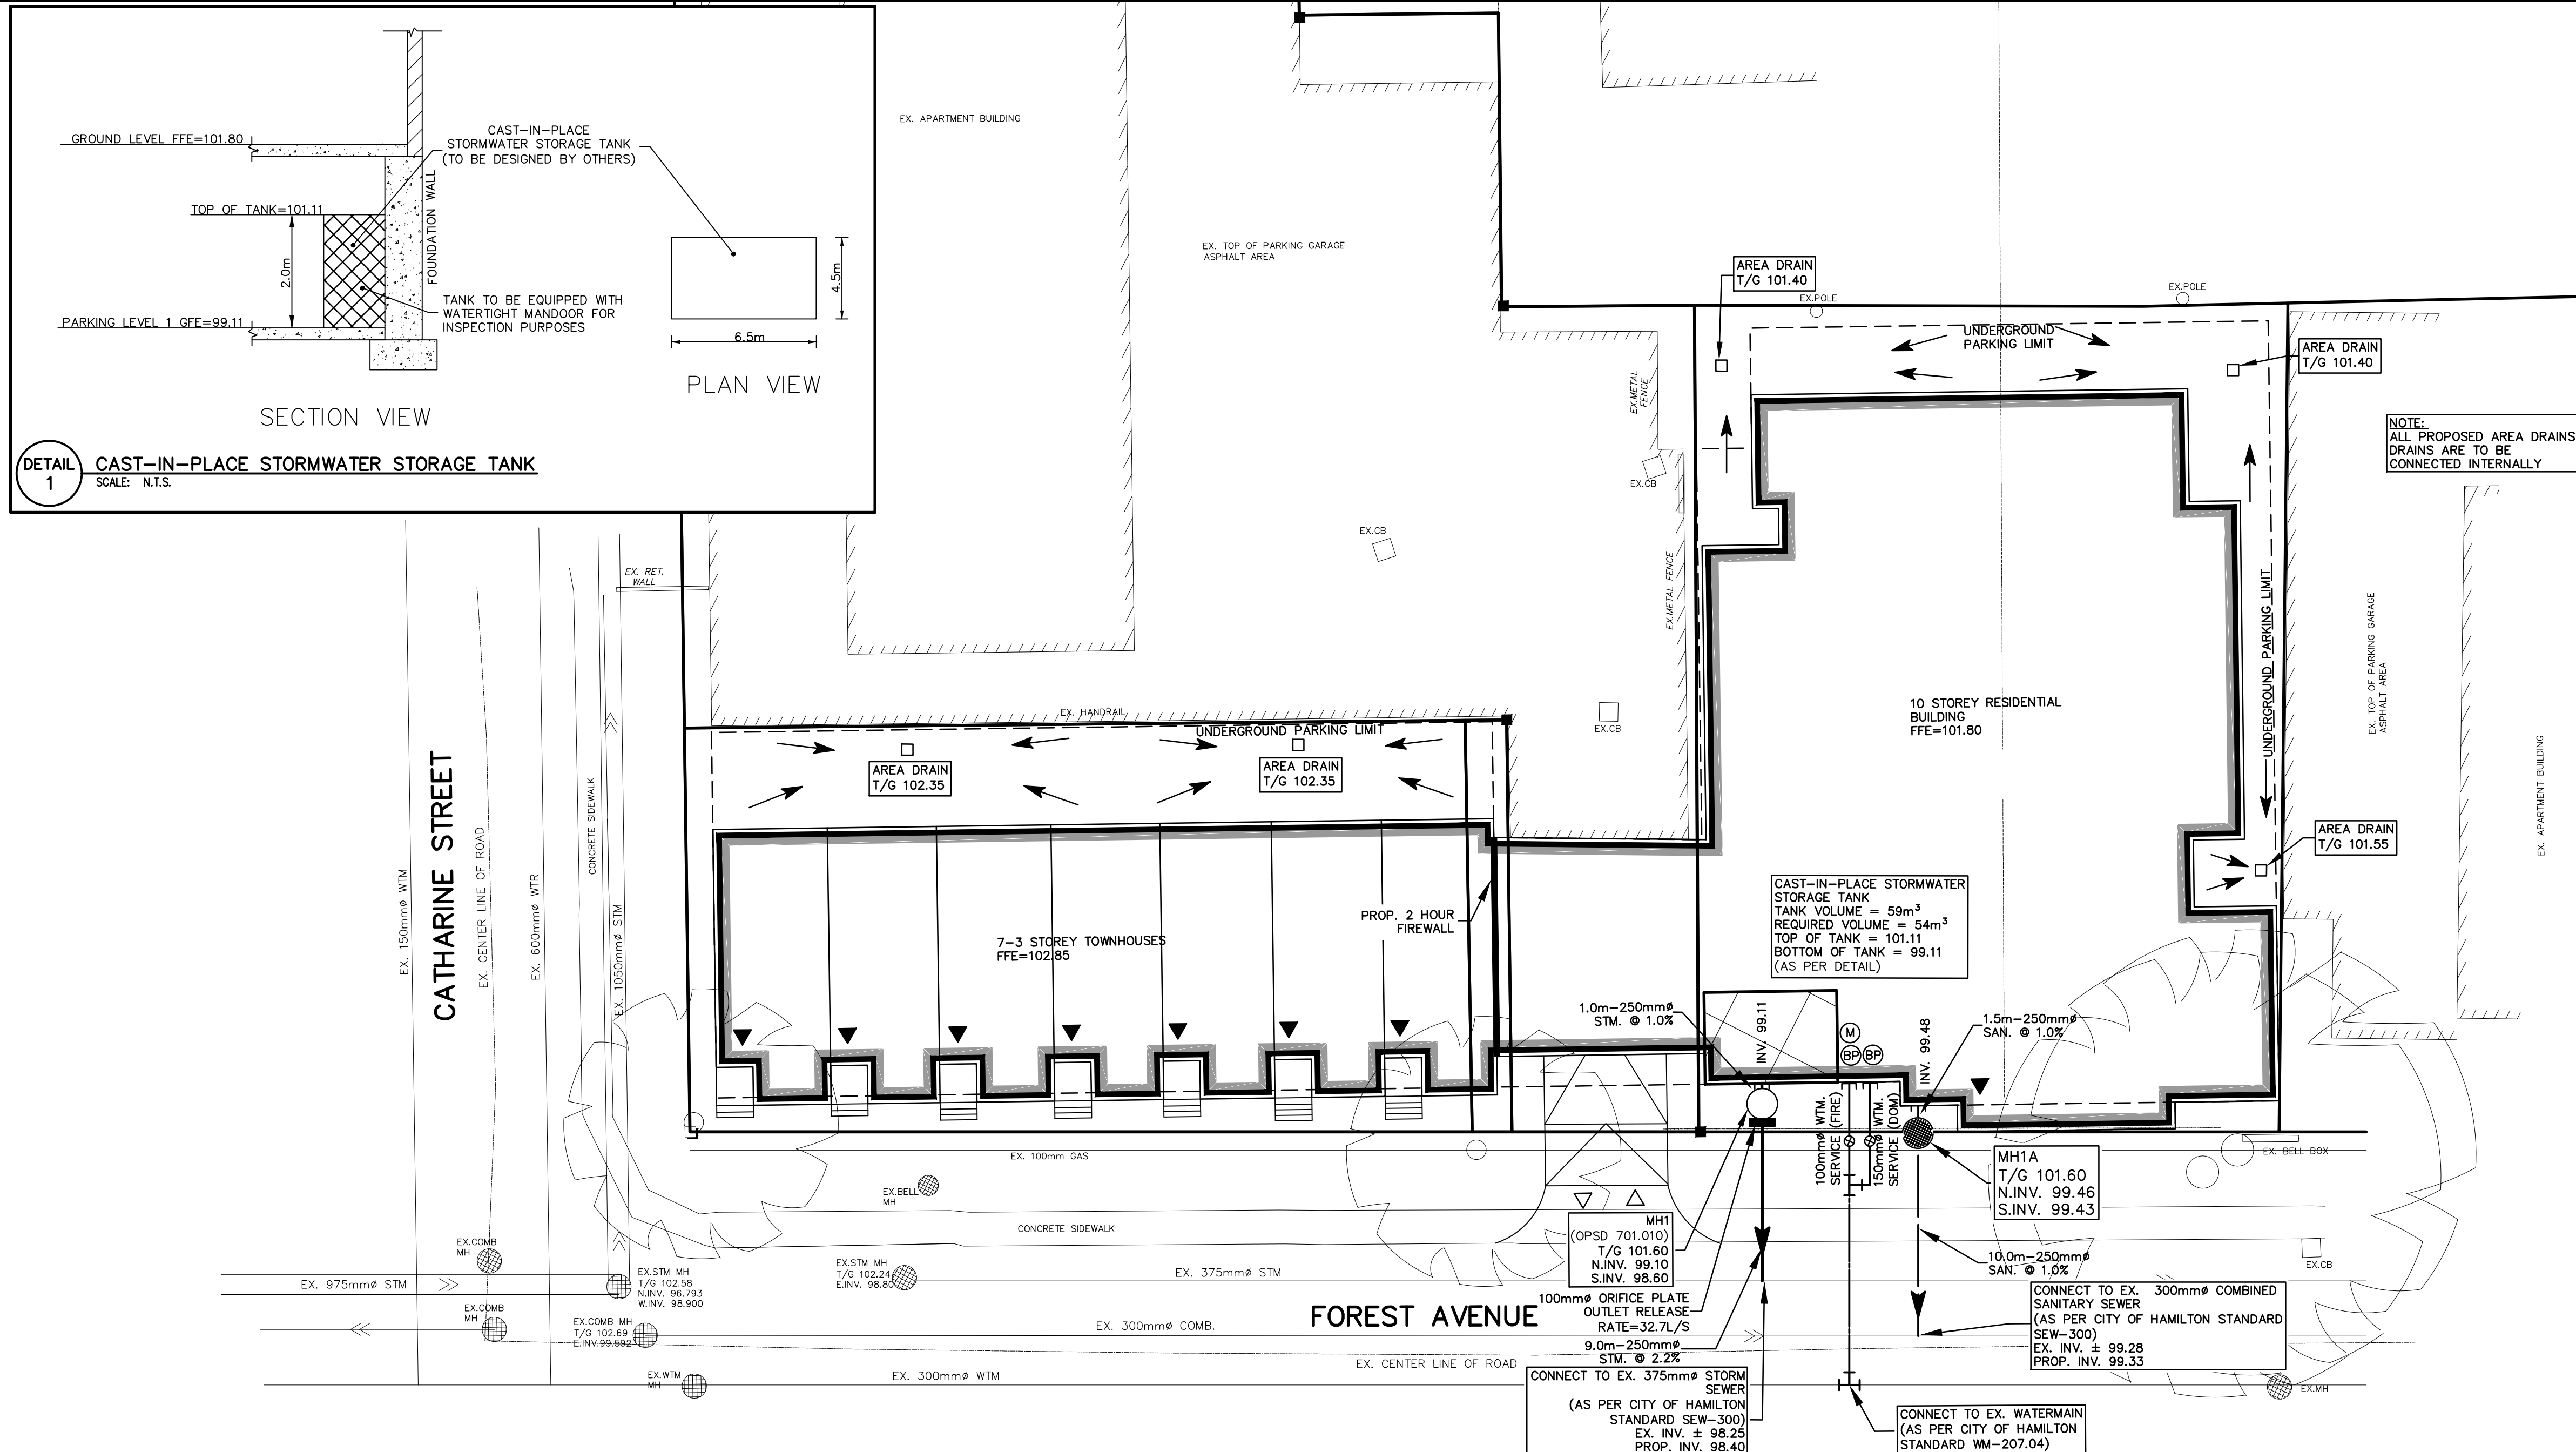 GROUND LEVEL FFE=101.80
CAST-IN-PLACE
STORMWATER STORAGE TANK
(TO BE DESIGNED BY OTHERS)
TOP OF TANK=101.11
FOUNDATION WALL
2.0m
TANK TO BE EQUIPPED WITH
WATERTIGHT MANDOOR FOR
INSPECTION PURPOSES
PARKING LEVEL 1 GFE=99.11
4.5m
6.5m
PLAN VIEW
SECTION VIEW
DETAIL
1
CAST-IN-PLACE STORMWATER STORAGE TANK
SCALE: N.T.S.
EX. APARTMENT BUILDING
EX. TOP OF PARKING GARAGE
ASPHALT AREA
AREA DRAIN
T/G 101.40
EX.POLE
EX.POLE
UNDERGROUND
PARKING LIMIT
AREA DRAIN
T/G 101.40
EX.METAL
FENCE
NOTE:
ALL PROPOSED AREA DRAINS
DRAINS ARE TO BE
CONNECTED INTERNALLY
EX.CB
EX.CB
EX.METAL FENCE
EX. RET.
WALL
UNDERGROUND PARKING LIMIT
EX. TOP OF PARKING GARAGE
ASPHALT AREA
EX. APARTMENT BUILDING
10 STOREY RESIDENTIAL
BUILDING
FFE=101.80
EX. HANDRAIL
EX.CB
UNDERGROUND PARKING LIMIT
AREA DRAIN
T/G 102.35
AREA DRAIN
T/G 102.35
AREA DRAIN
T/G 101.55
CATHARINE STREET
EX. 150mmø WTM
EX. CENTER LINE OF ROAD
EX. 600mmø WTR
CONCRETE SIDEWALK
EX. 1050mmø STM
7-3 STOREY TOWNHOUSES
FFE=102.85
PROP. 2 HOUR
FIREWALL
CAST-IN-PLACE STORMWATER
STORAGE TANK
TANK VOLUME = 59m³
REQUIRED VOLUME = 54m³
TOP OF TANK = 101.11
BOTTOM OF TANK = 99.11
(AS PER DETAIL)
1.0m-250mmø
STM. @ 1.0%
INV. 99.11
M
BP
BP
INV. 99.48
1.5m-250mmø
SAN. @ 1.0%
100mmø WTM.
SERVICE (FIRE)
150mmø WTM.
SERVICE (DOM)
MH1A
T/G 101.60
N.INV. 99.46
S.INV. 99.43
EX. BELL BOX
EX. 100mm GAS
EX.BELL
MH
CONCRETE SIDEWALK
MH1
(OPSD 701.010)
T/G 101.60
N.INV. 99.10
S.INV. 98.60
10.0m-250mmø
SAN. @ 1.0%
EX.CB
EX.COMB
MH
EX. 975mmø STM
EX.STM MH
T/G 102.58
N.INV. 96.793
W.INV. 98.900
EX.STM MH
T/G 102.24
E.INV. 98.80
EX. 375mmø STM
FOREST AVENUE
100mmø ORIFICE PLATE
OUTLET RELEASE
RATE=32.7L/S
CONNECT TO EX. 300mmø COMBINED
SANITARY SEWER
(AS PER CITY OF HAMILTON STANDARD
SEW-300)
EX. INV. ± 99.28
PROP. INV. 99.33
EX.COMB
MH
EX.COMB MH
T/G 102.69
E.INV.99.592
EX. 300mmø COMB.
9.0m-250mmø
STM. @ 2.2%
EX. CENTER LINE OF ROAD
EX.WTM
MH
EX. 300mmø WTM
CONNECT TO EX. 375mmø STORM
SEWER
(AS PER CITY OF HAMILTON
STANDARD SEW-300)
EX. INV. ± 98.25
PROP. INV. 98.40
EX.MH
CONNECT TO EX. WATERMAIN
(AS PER CITY OF HAMILTON
STANDARD WM-207.04)